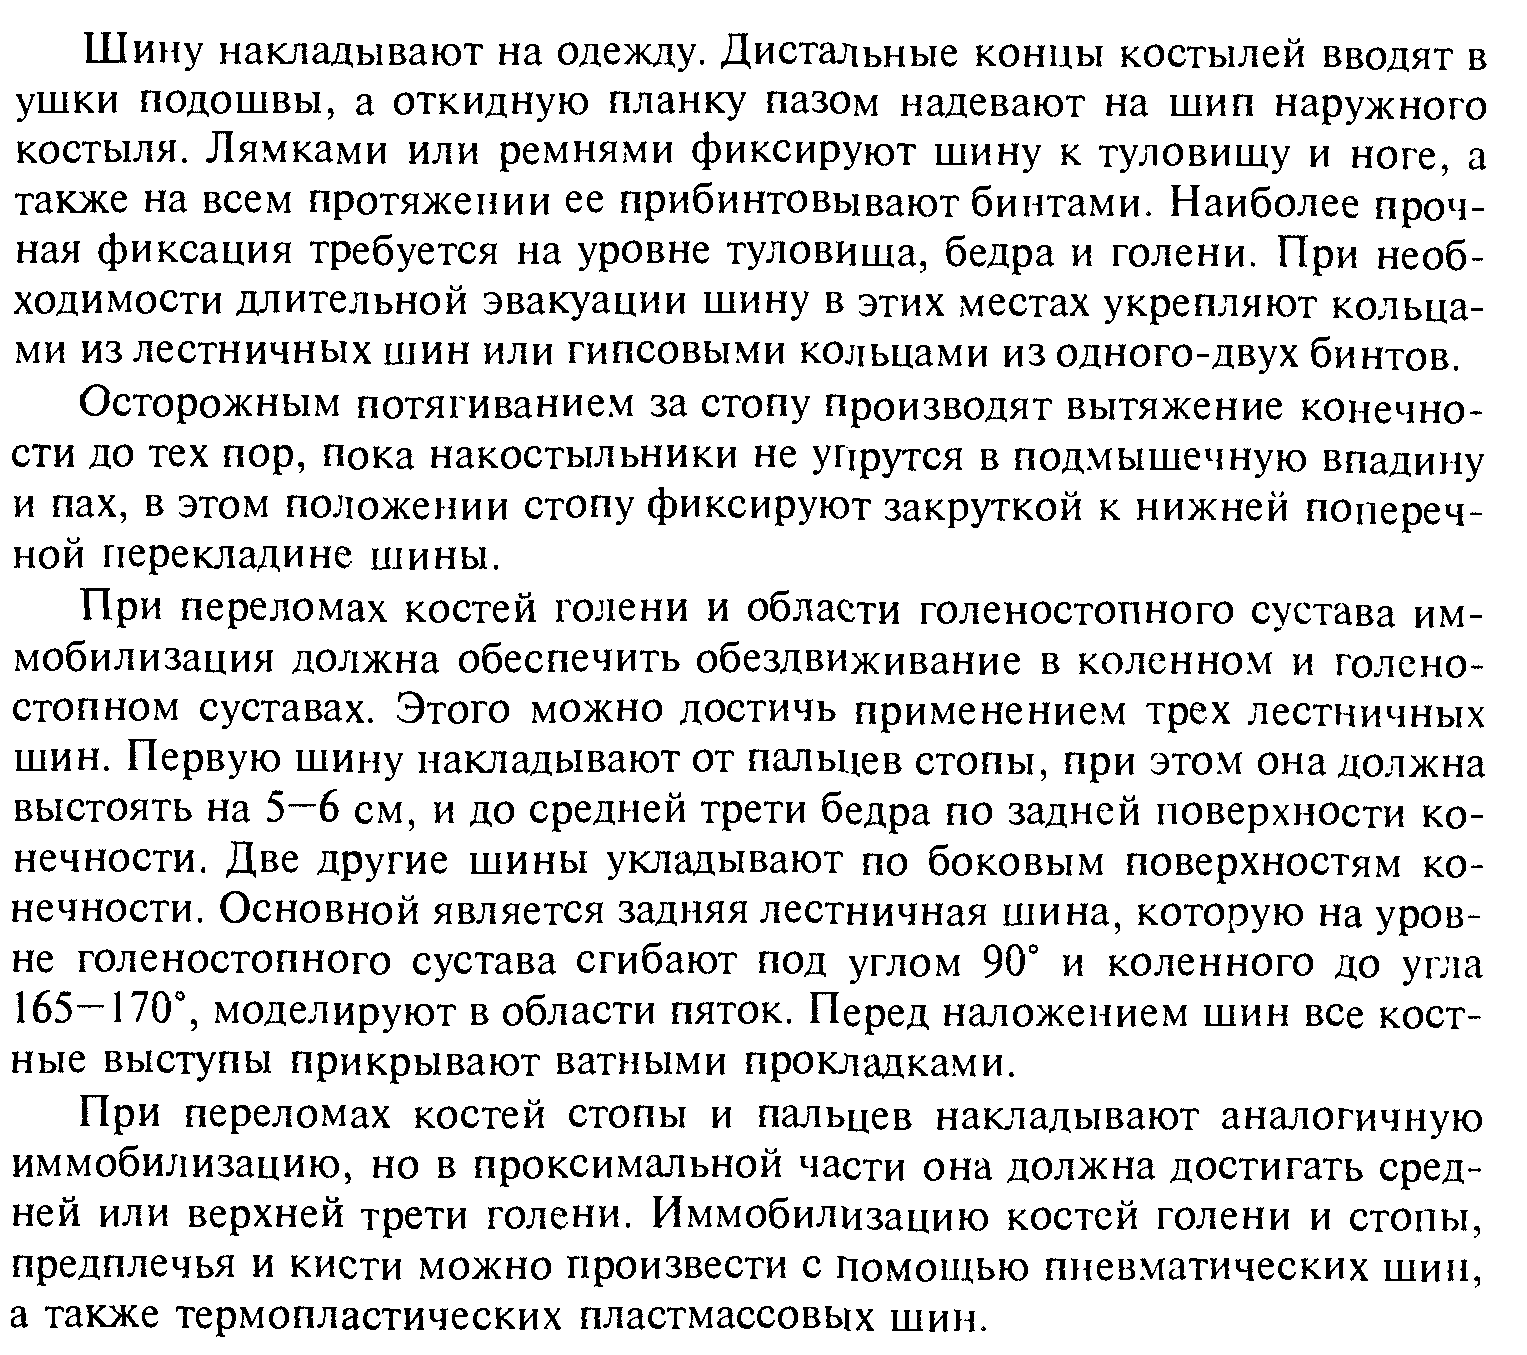 Шину накладывают на одежду. Дистальные концы костылей вводят в
ушки подошвы, а откидную планку пазом надевают на шип наружного
костыля. Лямками или ремнями фиксируют шину к туловищу и ноге, а
также на всем протяжении ее прибинтовывают бинтами. Наиболее проч-
ная фиксация требуется на уровне туловища, бедра и голени. При необ-
ходимости длительной эвакуации шину в этих местах укрепляют кольца-
ми из лестничных шин или гипсовыми кольцами из одного-двух бинтов.
Осторожным потягиванием за стопу производят вытяжение конечно-
сти до тех пор, пока накостыльники не упрутся в подмышечную впадину
и пах, в этом положении стопу фиксируют закруткой к нижней попереч-
ной перекладине шины.
При переломах костей голени и области голеностопного сустава им-
мобилизация должна обеспечить обездвиживание в коленном и голено-
стопном суставах. Этого можно достичь применением трех лестничных
шин. Первую шину накладывают от пальцев стопы, при этом она должна
выстоять на 5—6 см, и до средней трети бедра по задней поверхности ко-
нечности. Две другие шины укладывают по боковым поверхностям ко-
нечности. Основной является задняя лестничная шина, которую на уров-
не голеностопного сустава сгибают под углом 90° и коленного до угла
165—170°, моделируют в области пяток. Перед наложением шин все кост-
ные выступы прикрывают ватными прокладками.
При переломах костей стопы и пальцев накладывают аналогичную
иммобилизацию, но в проксимальной части она должна достигать сред-
ней или верхней трети голени. Иммобилизацию костей голени и стопы,
предплечья и кисти можно произвести с помощью пневматических шин,
а также термопластических пластмассовых шин.